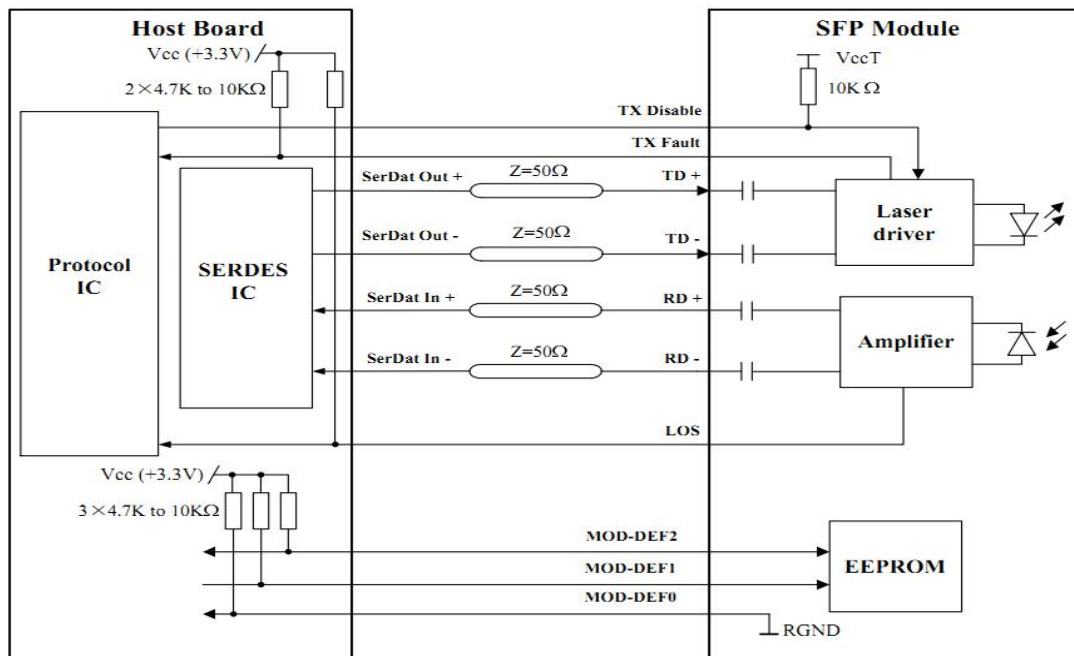 Host Board
SFP Module
Vcc (+3.3V)
VccT
2×4.7K to 10KΩ
10K Ω
TX Disable
TX Fault
SerDat Out +
Z=50Ω
TD +
Laser
driver
SerDat Out -
Z=50Ω
TD -
Protocol
IC
SERDES
IC
SerDat In +
Z=50Ω
RD +
Amplifier
SerDat In -
Z=50Ω
RD -
LOS
Vcc (+3.3V)
3×4.7K to 10KΩ
MOD-DEF2
EEPROM
MOD-DEF1
MOD-DEF0
RGND